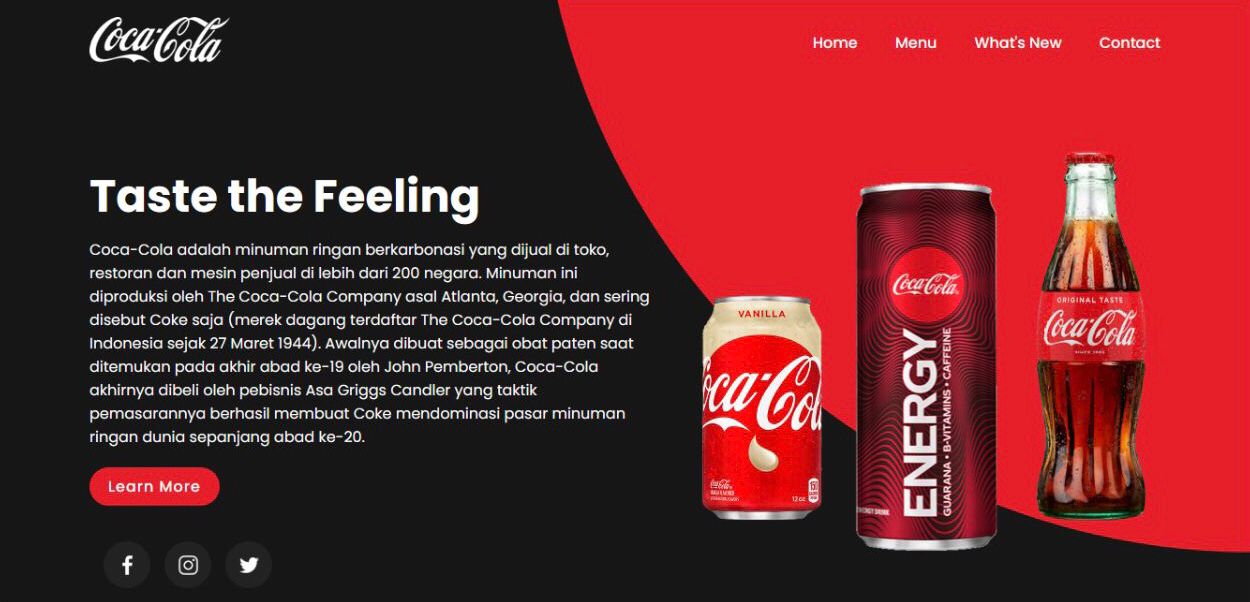 Coca-Cola
Home
Menu
What's New
Contact
Taste the Feeling
Coca-Cola adalah minuman ringan berkarbonasi yang dijual di toko,
restoran dan mesin penjual di lebih dari 200 negara. Minuman ini
diproduksi oleh The Coca-Cola Company asal Atlanta, Georgia, dan sering
disebut Coke saja (merek dagang terdaftar The Coca-Cola Company di
Indonesia sejak 27 Maret 1944). Awalnya dibuat sebagai obat paten saat
ditemukan pada akhir abad ke-19 oleh John Pemberton, Coca-Cola
akhirnya dibeli oleh pebisnis Asa Griggs Candler yang taktik
pemasarannya berhasil membuat Coke mendominasi pasar minuman
ringan dunia sepanjang abad ke-20.
Learn More
VANILLA
oca-Col
Coca-Cola
12 oz
Coca-Cola
ENERGY
GUARANA • B-VITAMINS • CAFFEINE
ENERGY DRINK
ORIGINAL TASTE
Coca-Cola